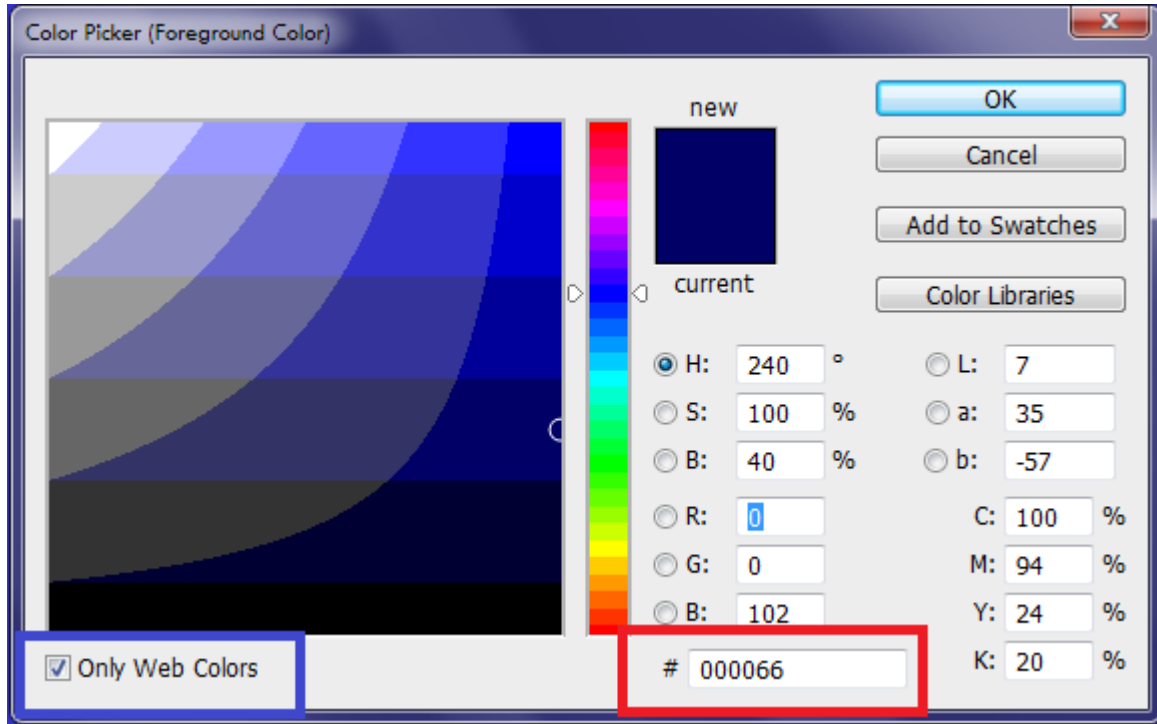 Color Picker (Foreground Color)
new
current
OK
Cancel
Add to Swatches
Color Libraries
H: 240 °
S: 100 %
B: 40 %
R: 0
G: 0
B: 102
# 000066
L: 7
a: 35
b: -57
C: 100 %
M: 94 %
Y: 24 %
K: 20 %
Only Web Colors